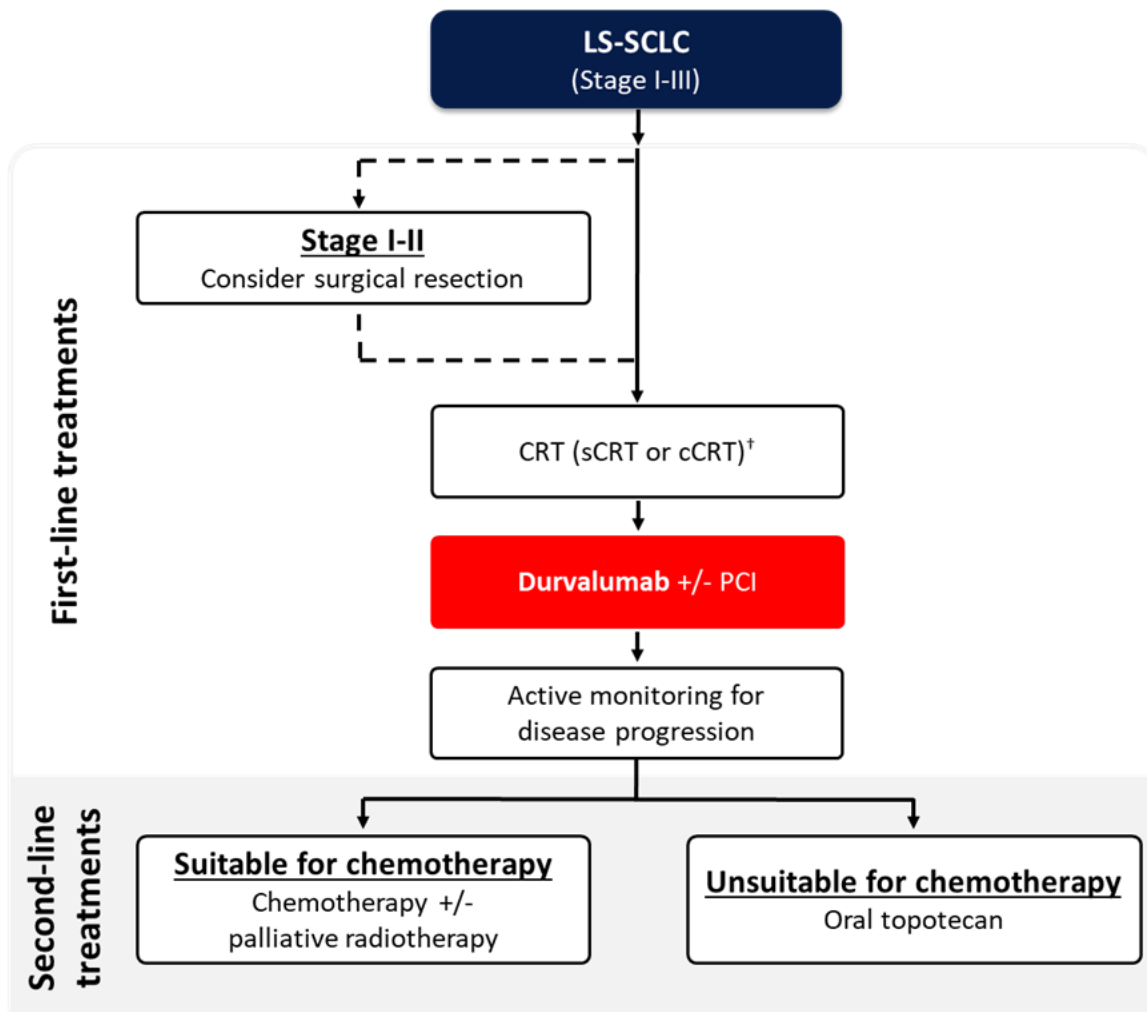 LS-SCLC
(Stage I-III)
First-line treatments
Stage I-II
Consider surgical resection
CRT (sCRT or cCRT)†
Durvalumab +/- PCI
Active monitoring for
disease progression
Second-line
treatments
Suitable for chemotherapy
Chemotherapy +/-
palliative radiotherapy
Unsuitable for chemotherapy
Oral topotecan